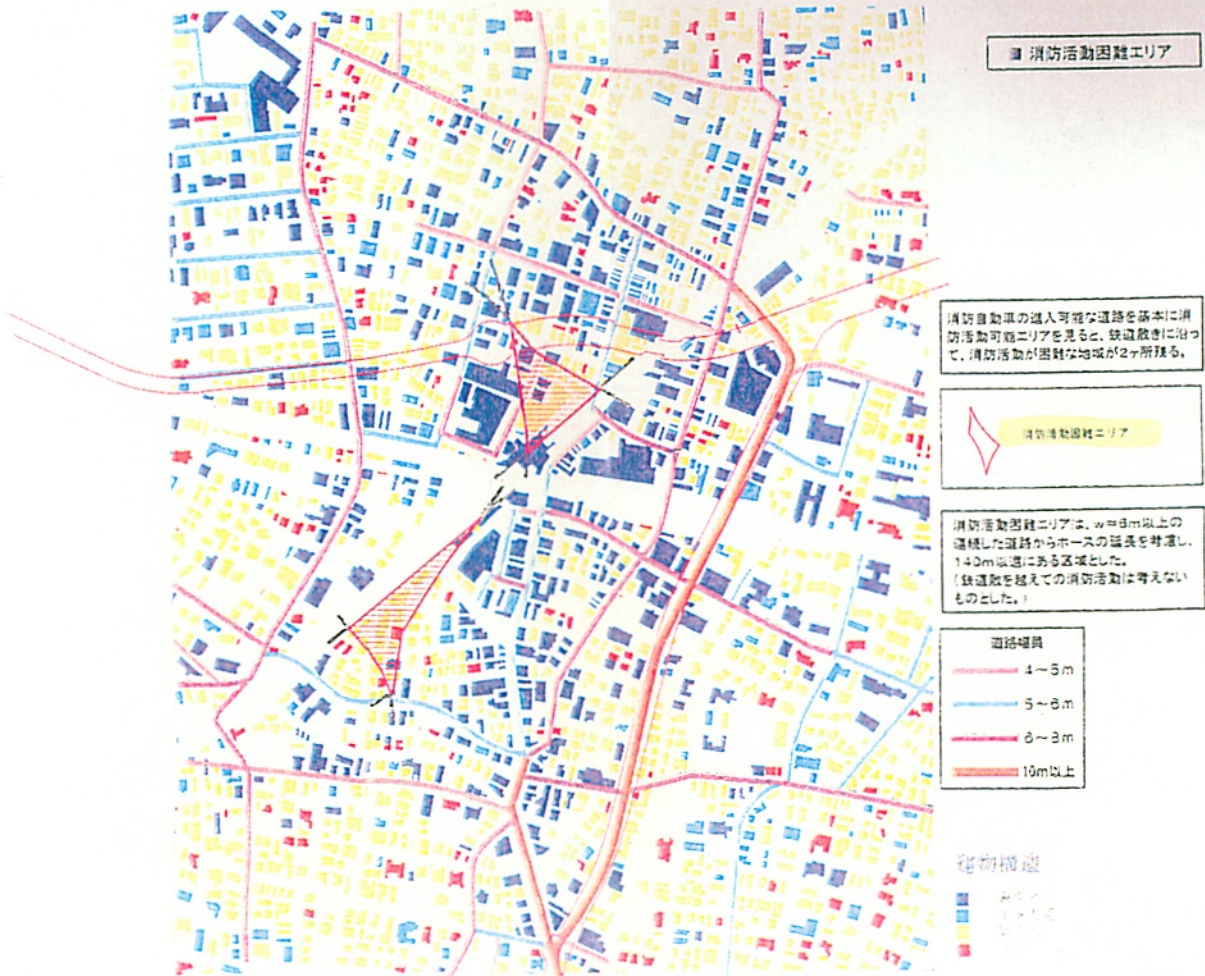 ■ 消防活動困難エリア
消防自動車の進入可能な道路を基本に消
防活動可能エリアを見ると、鉄道敷きに沿っ
て、消防活動が困難な地域が2ヶ所残る。
消防活動困難エリア
消防活動困難エリアは、w=6m以上の
連続した道路からホースの延長を考慮し、
140m以遠にある区域とした。
(鉄道敷を越えての消防活動は考えない
ものとした。)
道路幅員
4~5m
5~6m
6~8m
10m以上
建物構造